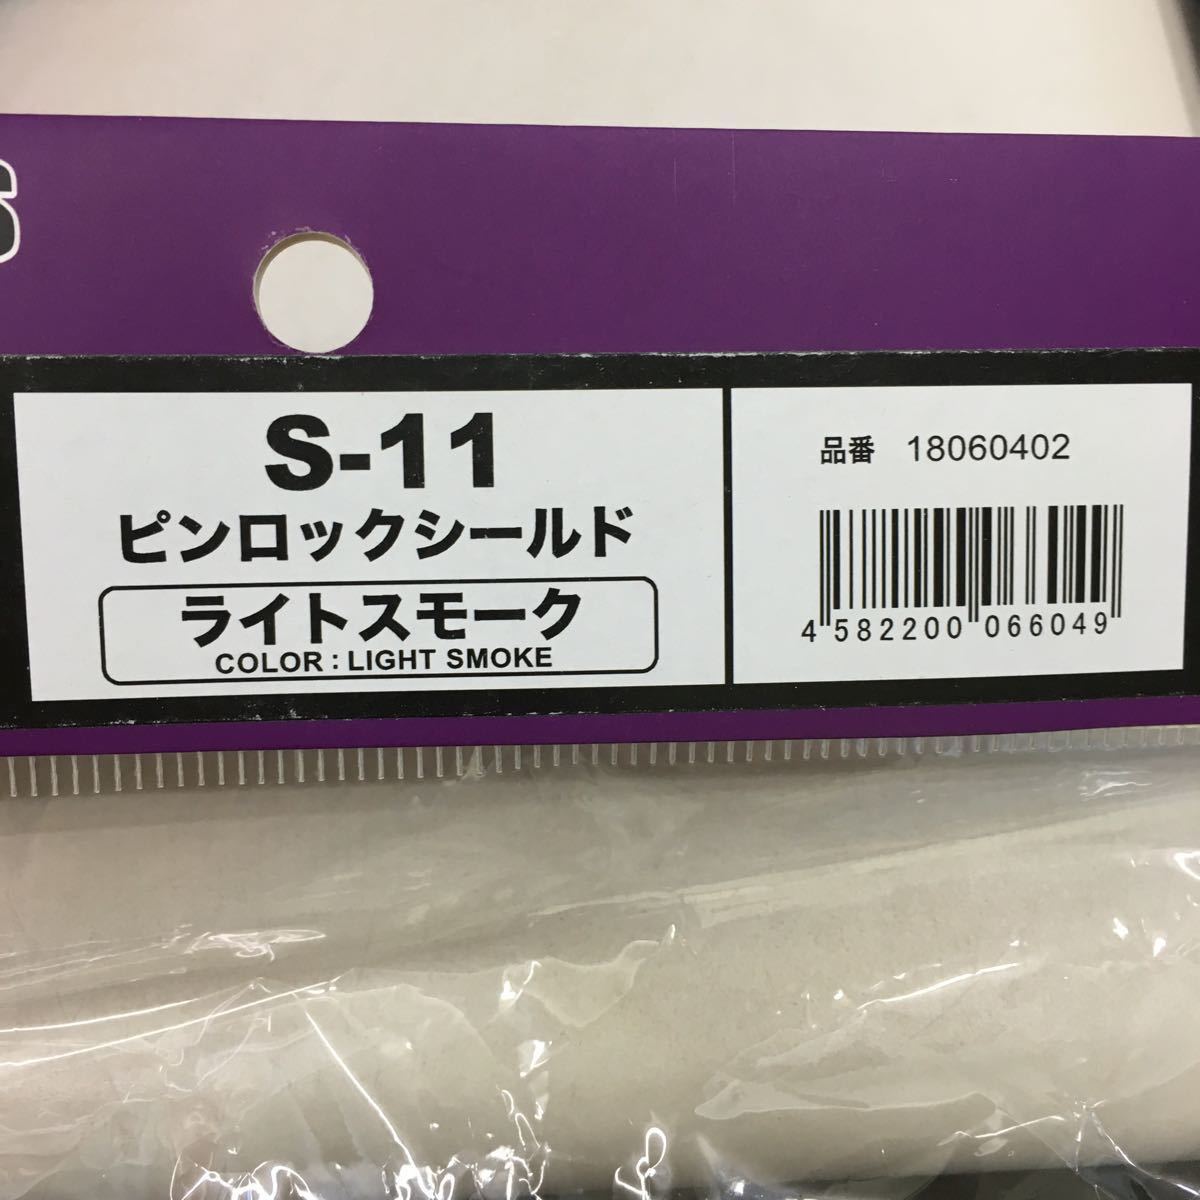 S
S-11
ピンロックシールド
ライトスモーク
COLOR : LIGHT SMOKE
品番 18060402
4 582200 066049